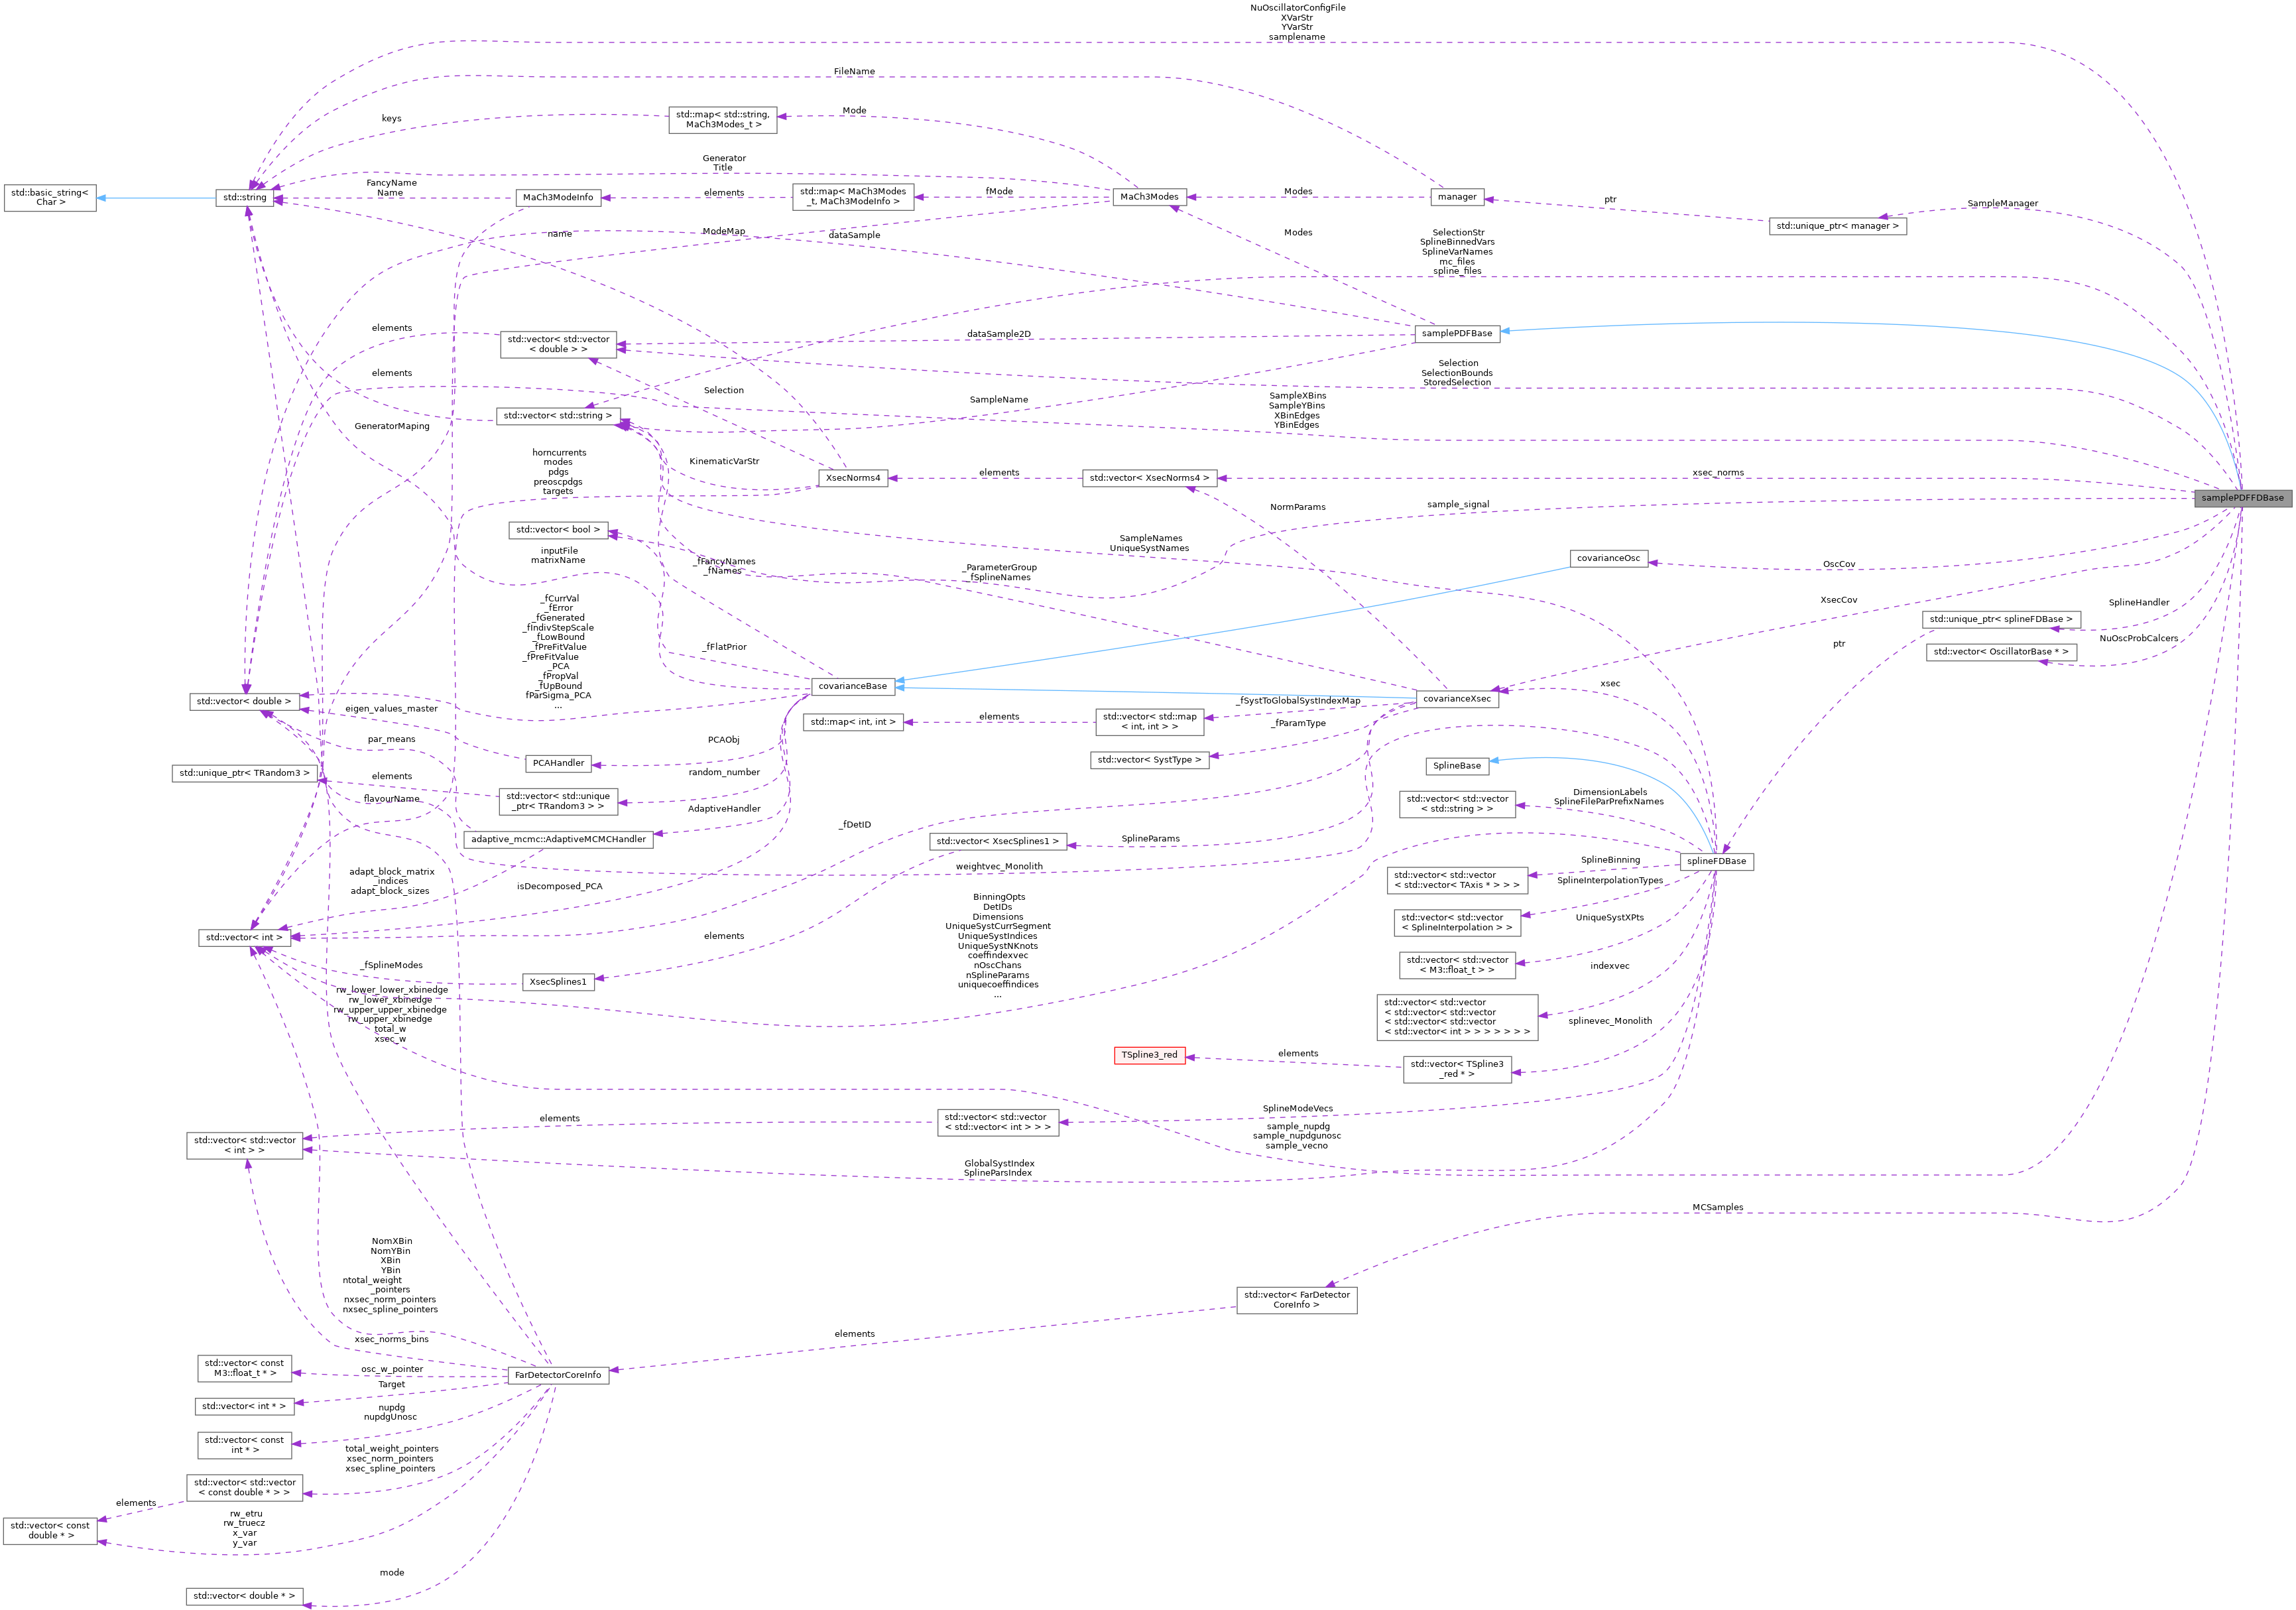 NuOscillatorConfigFile
XVarStr
YVarStr
samplename
FileName
std::map< std::string,
MaCh3Modes_t >
Mode
keys
Generator
Title
std::basic_string<
Char >
std::string
FancyName
Name
MaCh3ModeInfo
elements
std::map< MaCh3Modes
_t, MaCh3ModeInfo >
fMode
MaCh3Modes
Modes
manager
ptr
std::unique_ptr< manager >
SampleManager
name
ModeMap
dataSample
Modes
SelectionStr
SplineBinnedVars
SplineVarNames
mc_files
spline_files
elements
std::vector< std::vector
< double > >
dataSample2D
samplePDFBase
elements
Selection
Selection
SelectionBounds
StoredSelection
std::vector< std::string >
SampleName
SampleXBins
SampleYBins
XBinEdges
YBinEdges
GeneratorMaping
horncurrents
modes
pdgs
preoscpdgs
targets
KinematicVarStr
XsecNorms4
elements
std::vector< XsecNorms4 >
xsec_norms
samplePDFFDBase
NormParams
sample_signal
std::vector< bool >
inputFile
matrixName
_fFancyNames
_fNames
_ParameterGroup
_fSplineNames
SampleNames
UniqueSystNames
covarianceOsc
OscCov
XsecCov
_fCurrVal
_fError
_fGenerated
_fIndivStepScale
_fLowBound
_fPreFitValue
_fPreFitValue
_PCA
_fPropVal
_fUpBound
fParSigma_PCA
...
_fFlatPrior
std::unique_ptr< splineFDBase >
SplineHandler
ptr
std::vector< OscillatorBase * >
NuOscProbCalcers
covarianceBase
covarianceXsec
xsec
std::vector< double >
eigen_values_master
std::map< int, int >
elements
std::vector< std::map
< int, int > >
_fSystToGlobalSystIndexMap
_fParamType
par_means
PCAHandler
PCAObj
std::vector< SystType >
SplineBase
std::unique_ptr< TRandom3 >
elements
random_number
flavourName
std::vector< std::unique
_ptr< TRandom3 > >
AdaptiveHandler
std::vector< std::vector
< std::string > >
DimensionLabels
SplineFileParPrefixNames
_fDetID
adaptive_mcmc::AdaptiveMCMCHandler
std::vector< XsecSplines1 >
SplineParams
weightvec_Monolith
splineFDBase
SplineBinning
std::vector< std::vector
< std::vector< TAxis * > > >
SplineInterpolationTypes
adapt_block_matrix
_indices
adapt_block_sizes
isDecomposed_PCA
BinningOpts
DetIDs
Dimensions
UniqueSystCurrSegment
UniqueSystIndices
UniqueSystNKnots
coeffindexvec
nOscChans
nSplineParams
uniquecoeffindices
...
std::vector< std::vector
< SplineInterpolation > >
UniqueSystXPts
std::vector< int >
elements
std::vector< std::vector
< M3::float_t > >
indexvec
_fSplineModes
XsecSplines1
rw_lower_lower_xbinedge
rw_lower_xbinedge
rw_upper_upper_xbinedge
rw_upper_xbinedge
total_w
xsec_w
std::vector< std::vector
< std::vector< std::vector
< std::vector< std::vector
< std::vector< int > > > > > > >
splinevec_Monolith
TSpline3_red
elements
std::vector< TSpline3
_red * >
SplineModeVecs
elements
std::vector< std::vector
< std::vector< int > > >
sample_nupdg
sample_nupdgunosc
sample_vecno
std::vector< std::vector
< int > >
GlobalSystIndex
SplineParsIndex
MCSamples
NomXBin
NomYBin
XBin
YBin
ntotal_weight
_pointers
nxsec_norm_pointers
nxsec_spline_pointers
std::vector< FarDetector
CoreInfo >
elements
xsec_norms_bins
std::vector< const
M3::float_t * >
osc_w_pointer
FarDetectorCoreInfo
Target
std::vector< int * >
nupdg
nupdgUnosc
std::vector< const
int * >
total_weight_pointers
xsec_norm_pointers
xsec_spline_pointers
std::vector< std::vector
< const double * > >
elements
std::vector< const
double * >
rw_etru
rw_truecz
x_var
y_var
mode
std::vector< double * >